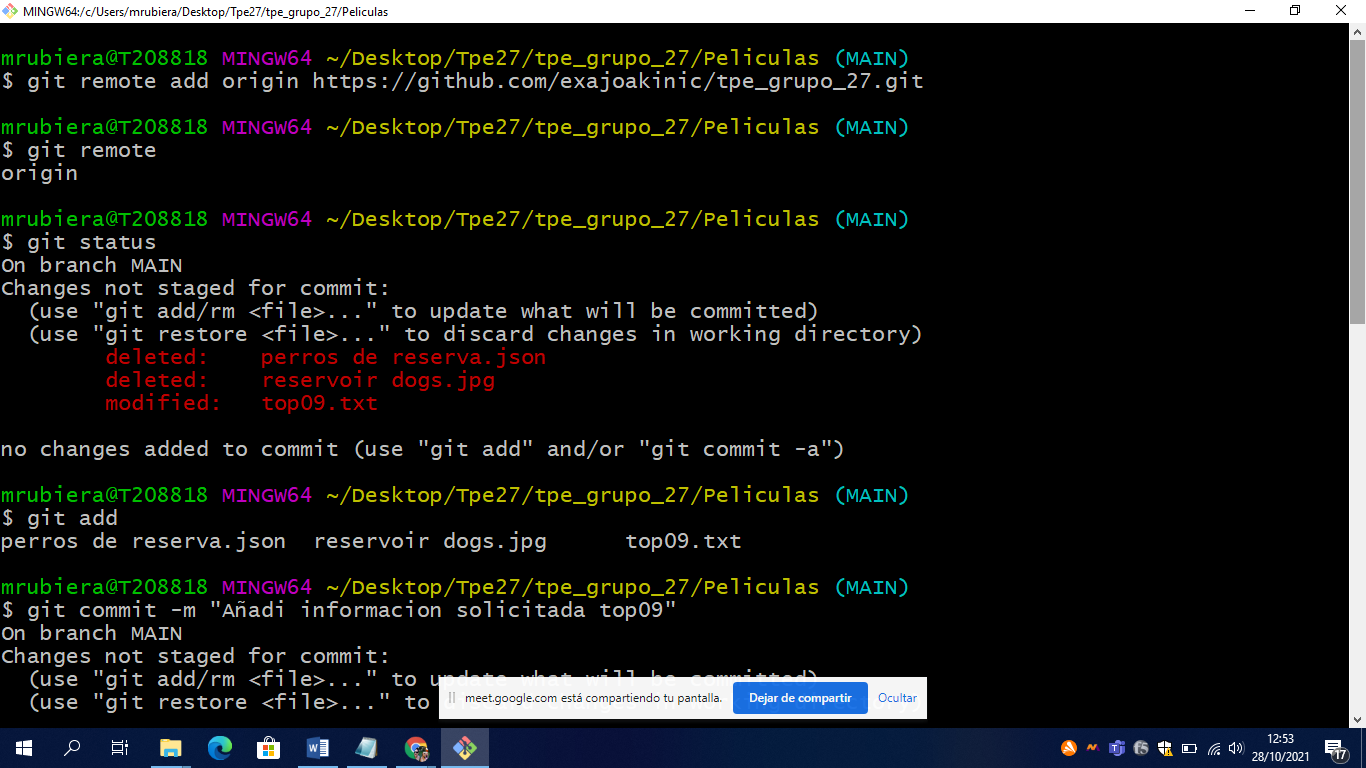 MINGW64:/c/Users/mrubiera/Desktop/Tpe27/tpe_grupo_27/Peliculas
mrubiera@T208818 MINGW64 ~/Desktop/Tpe27/tpe_grupo_27/Peliculas (MAIN)
$ git remote add origin https://github.com/exajoakinic/tpe_grupo_27.git
mrubiera@T208818 MINGW64 ~/Desktop/Tpe27/tpe_grupo_27/Peliculas (MAIN)
$ git remote
origin
mrubiera@T208818 MINGW64 ~/Desktop/Tpe27/tpe_grupo_27/Peliculas (MAIN)
$ git status
On branch MAIN
Changes not staged for commit:
(use "git add/rm <file>..." to update what will be committed)
(use "git restore <file>..." to discard changes in working directory)
deleted: perros de reserva.json
deleted: reservoir dogs.jpg
modified: top09.txt
no changes added to commit (use "git add" and/or "git commit -a")
mrubiera@T208818 MINGW64 ~/Desktop/Tpe27/tpe_grupo_27/Peliculas (MAIN)
$ git add
perros de reserva.json reservoir dogs.jpg top09.txt
mrubiera@T208818 MINGW64 ~/Desktop/Tpe27/tpe_grupo_27/Peliculas (MAIN)
$ git commit -m "Añadi informacion solicitada top09"
On branch MAIN
Changes not staged for commit:
(use "git add/rm <file>..." to update what will be committed)
(use "git restore <file>..." to
meet.google.com está compartiendo tu pantalla. Dejar de compartir Ocultar
12:53
28/10/2021
17